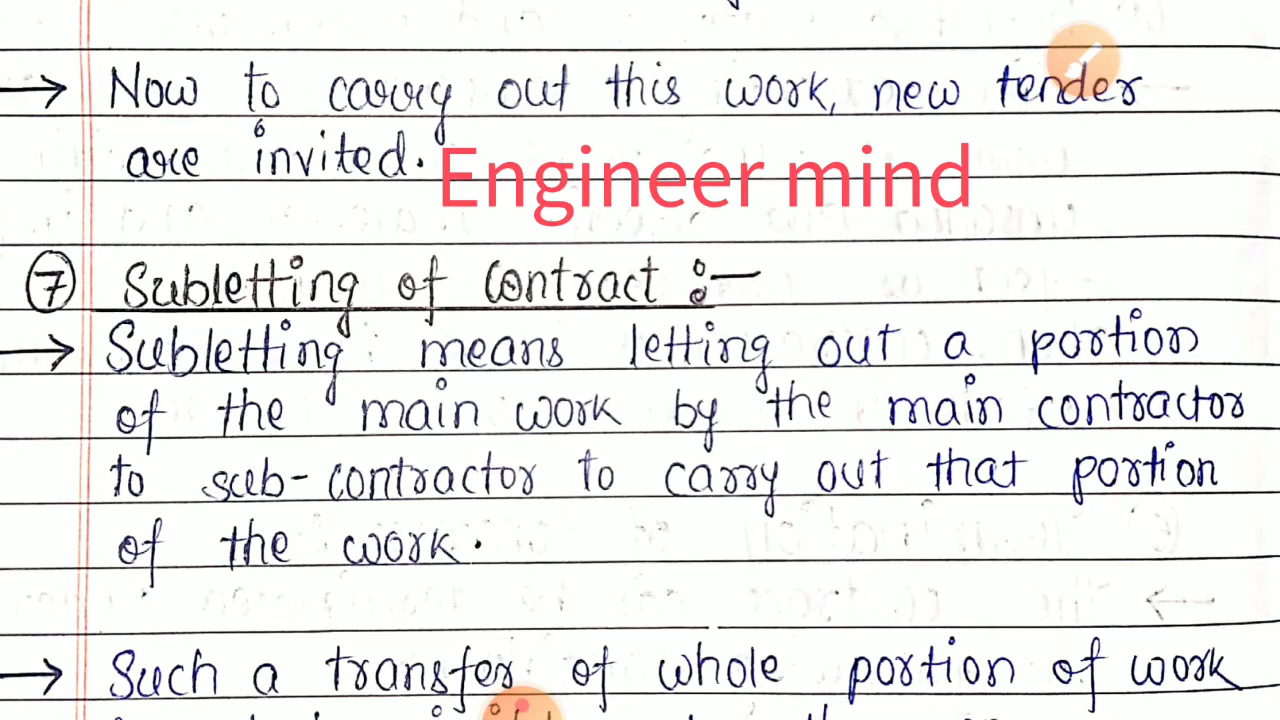 → Now to carry out this work, new tender
are invited.
Engineer mind
⑦ Subletting of contract :-
→ Subletting means letting out a portion
of the main work by the main contractor
to sub-contractor to carry out that portion
of the work.
→ Such a transfer of whole portion of work